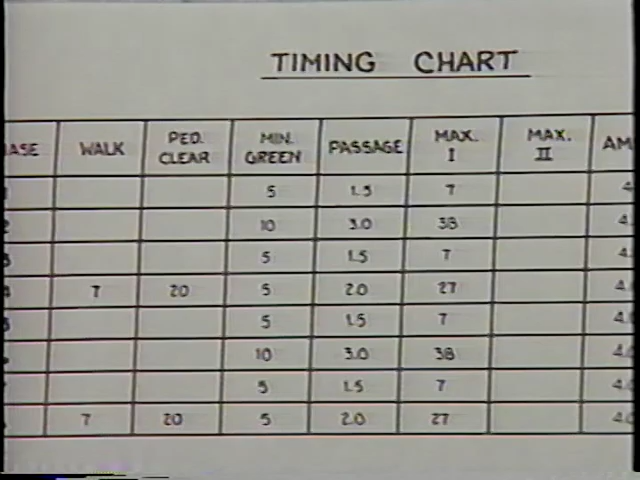 TIMING CHART
PED. MIN. MAX. MAX.
WALK CLEAR GREEN PASSAGE I II
5 1.5 7
10 3.0 38
5 1.5 7
7 20 5 2.0 27
5 1.5 7
10 3.0 38
5 1.5 7
7 20 5 2.0 27